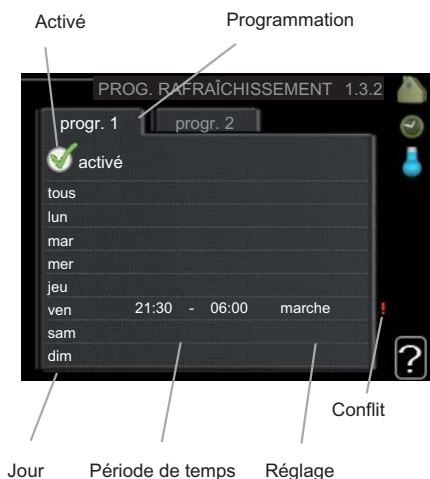 Activé Programmation
PROG. RAFRAÎCHISSEMENT 1.3.2
progr. 1 progr. 2
activé
tous
lun
mar
mer
jeu
ven 21:30 - 06:00 marche !
sam
dim
?
Conflit
Jour Période de temps Réglage